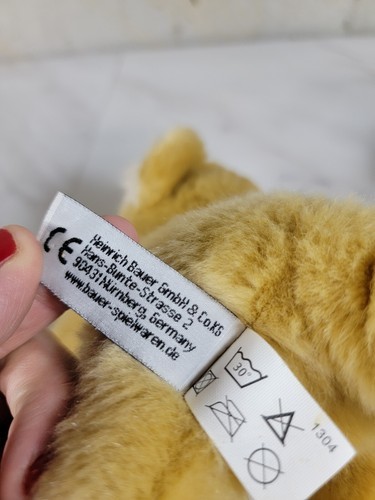 CE
Heinrich Bauer GmbH & Co.KG
Hans-Bunte-Strasse 2
90431 Nürnberg, Germany
www.bauer-spielwaren.de
30°
1304